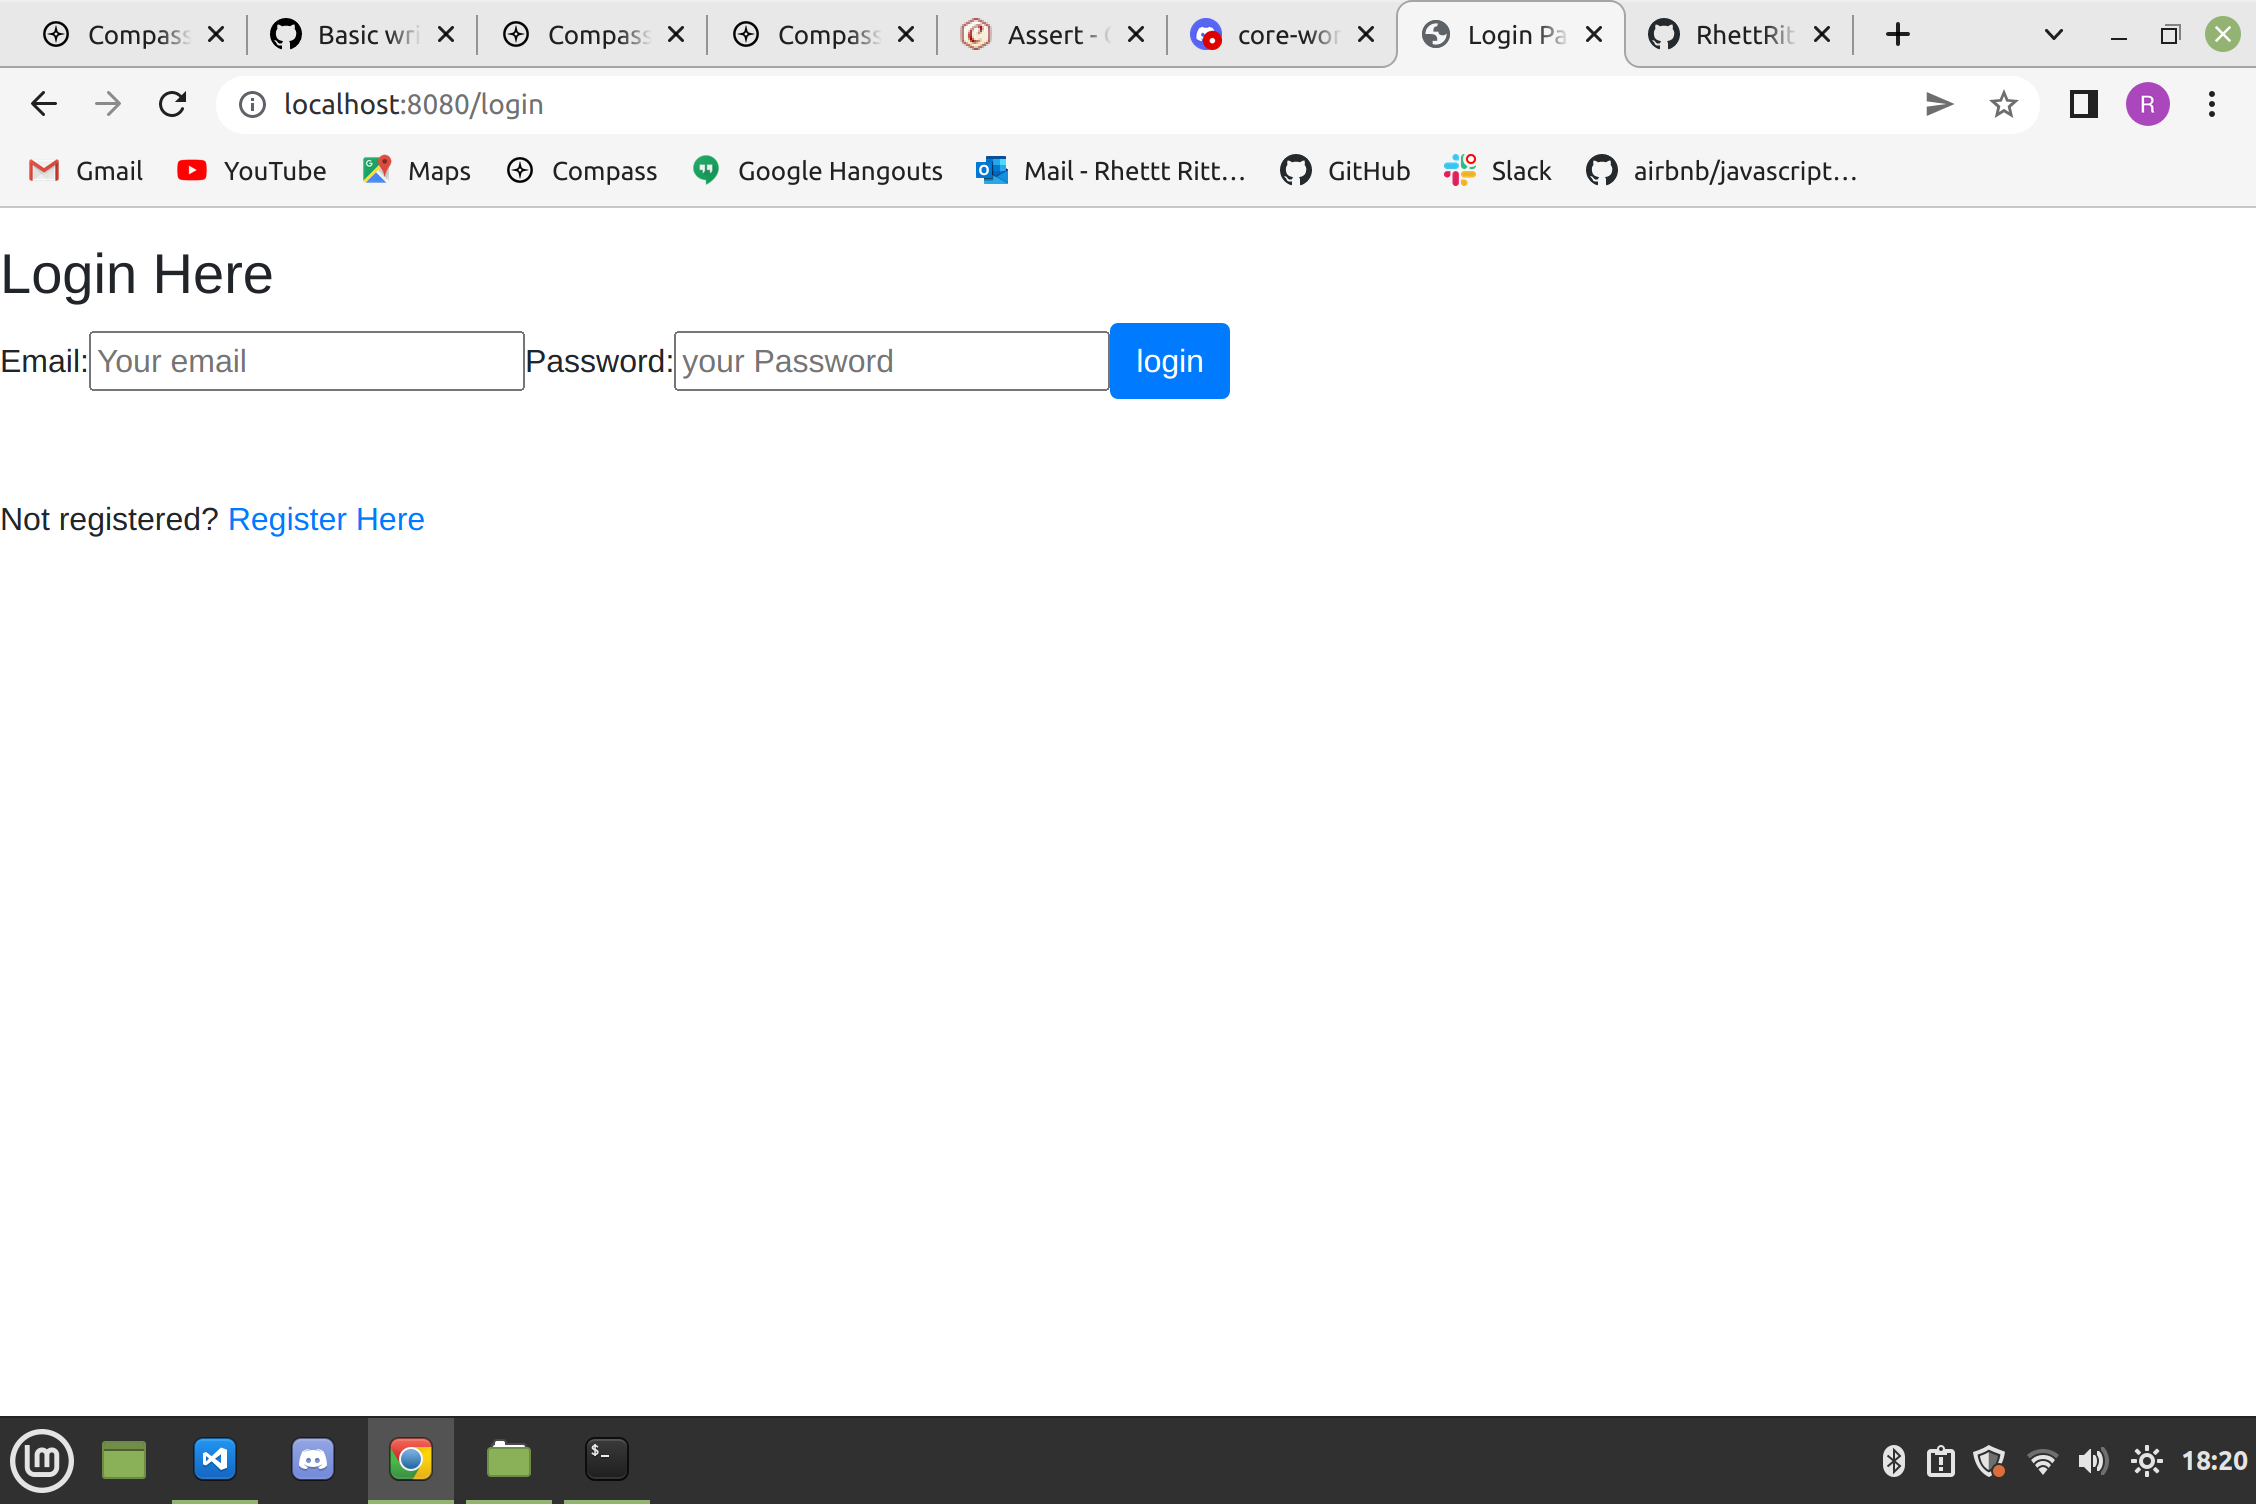 Compass
Basic wri
Compass
Compass
Assert -
core-wor
Login Pa
RhettRit
localhost:8080/login
R
Gmail
YouTube
Maps
Compass
Google Hangouts
Mail - Rhettt Ritt...
GitHub
Slack
airbnb/javascript...
Login Here
Email: Your email Password: your Password login
Not registered? Register Here
$_
18:20